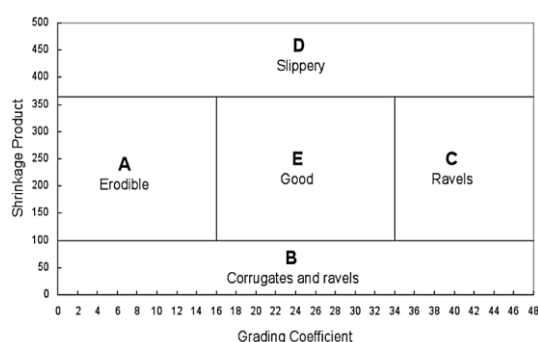 500
450
400
350
300
250
200
150
100
50
0
Shrinkage Product
D
Slippery
A
Erodible
E
Good
C
Ravels
B
Corrugates and ravels
0 2 4 6 8 10 12 14 16 18 20 22 24 26 28 30 32 34 36 38 40 42 44 46 48
Grading Coefficient